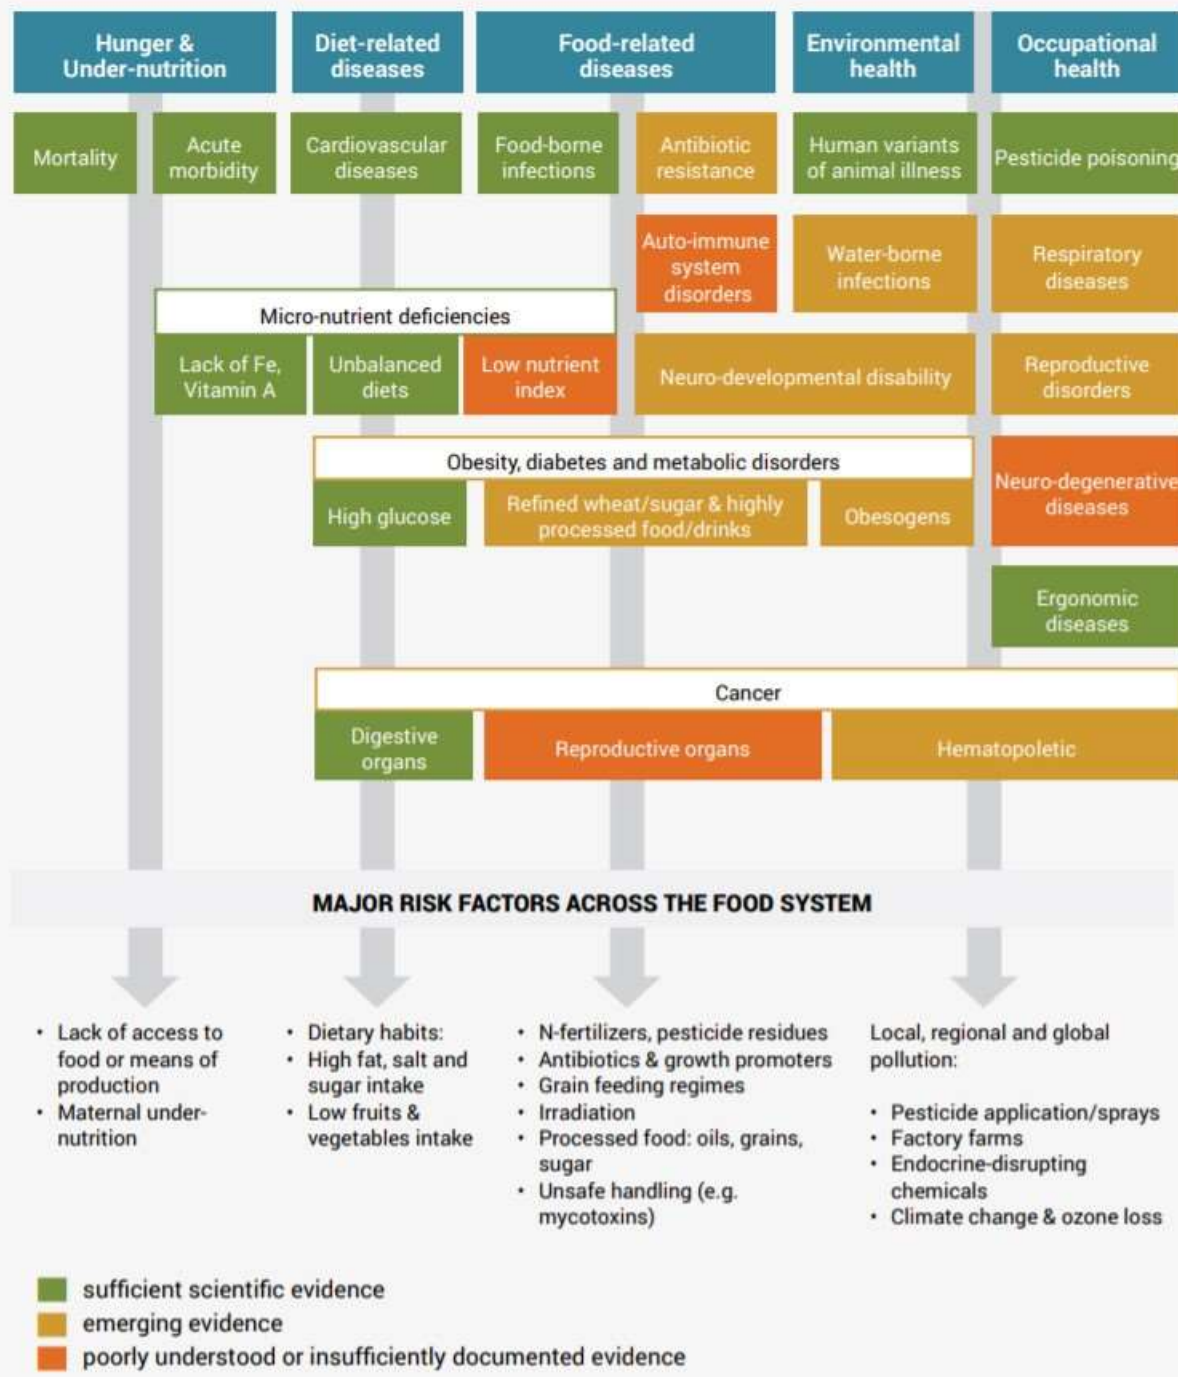 Hunger &
Under-nutrition
Diet-related
diseases
Food-related
diseases
Environmental
health
Occupational
health
Mortality
Acute
morbidity
Cardiovascular
diseases
Food-borne
infections
Antibiotic
resistance
Human variants
of animal illness
Pesticide poisoning
Auto-immune
system
disorders
Water-borne
infections
Respiratory
diseases
Micro-nutrient deficiencies
Lack of Fe,
Vitamin A
Unbalanced
diets
Low nutrient
index
Neuro-developmental disability
Reproductive
disorders
Obesity, diabetes and metabolic disorders
High glucose
Refined wheat/sugar & highly
processed food/drinks
Obesogens
Neuro-degenerative
diseases
Ergonomic
diseases
Cancer
Digestive
organs
Reproductive organs
Hematopoletic
MAJOR RISK FACTORS ACROSS THE FOOD SYSTEM
• Lack of access to
food or means of
production
• Maternal under-
nutrition
• Dietary habits:
• High fat, salt and
sugar intake
• Low fruits &
vegetables intake
• N-fertilizers, pesticide residues
• Antibiotics & growth promoters
• Grain feeding regimes
• Irradiation
• Processed food: oils, grains,
sugar
• Unsafe handling (e.g.
mycotoxins)
Local, regional and global
pollution:
• Pesticide application/sprays
• Factory farms
• Endocrine-disrupting
chemicals
• Climate change & ozone loss
sufficient scientific evidence
emerging evidence
poorly understood or insufficiently documented evidence